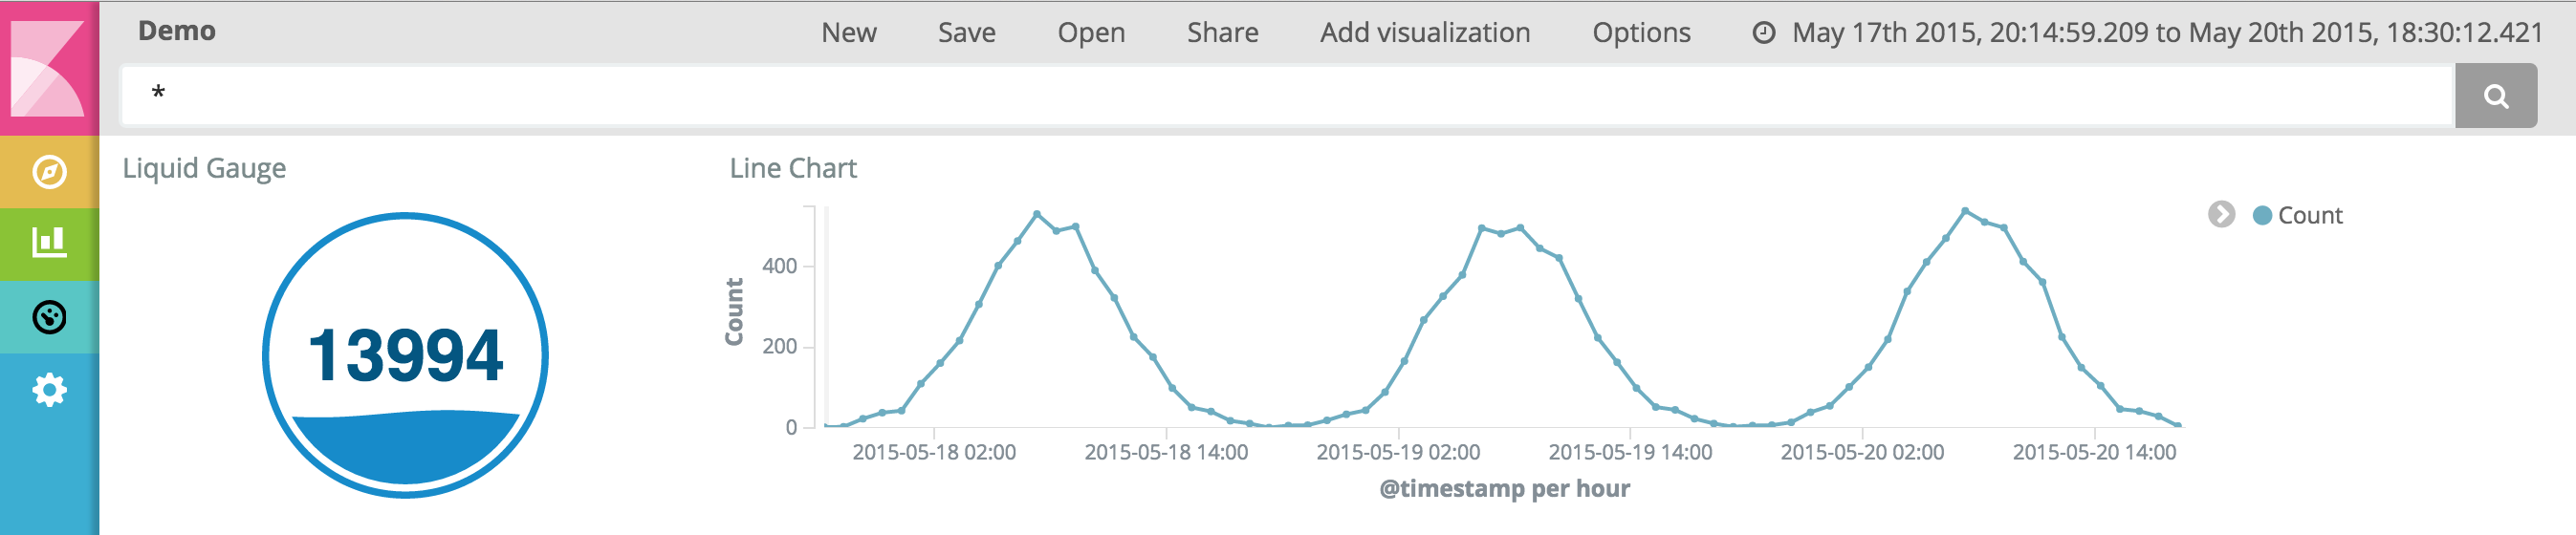 Demo New Save Open Share Add visualization Options May 17th 2015, 20:14:59.209 to May 20th 2015, 18:30:12.421
*
Liquid Gauge
13994
Line Chart
Count
400
200
0
2015-05-18 02:00 2015-05-18 14:00 2015-05-19 02:00 2015-05-19 14:00 2015-05-20 02:00 2015-05-20 14:00
@timestamp per hour
Count